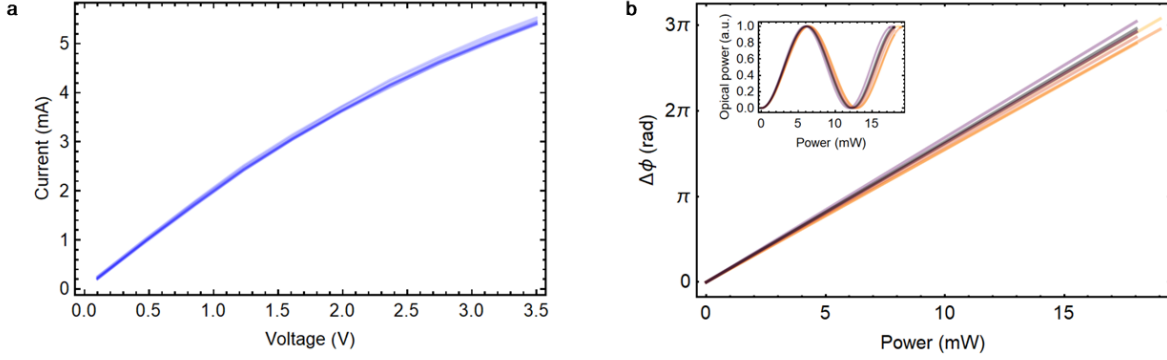 a
Current (mA)
5
4
3
2
1
0
0.0 0.5 1.0 1.5 2.0 2.5 3.0 3.5
Voltage (V)
b
Δϕ (rad)
3π
2π
π
0
0 5 10 15
Power (mW)
Opical power (a.u.)
1.0
0.8
0.6
0.4
0.2
0.0
0 5 10 15
Power (mW)